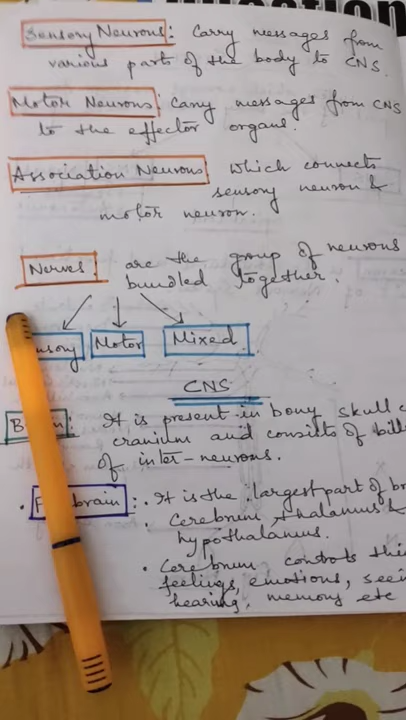 Sensory Neurons: Carry messages from
various parts of the body to CNS.
Motor Neurons: Carry messages from CNS
to the effector organs.
Association Neurons which connects
sensory neuron &
motor neuron.
Nerves: are the group of neurons
bundled together.
Motor Mixed
CNS
It is present in bony skull
cranium and consists of
of inter-neurons.
: • It is the largest part of
• Cerebrum, thalamus &
hypothalamus.
• Cerebrum controls
feelings, emotions,
hearing, memory etc